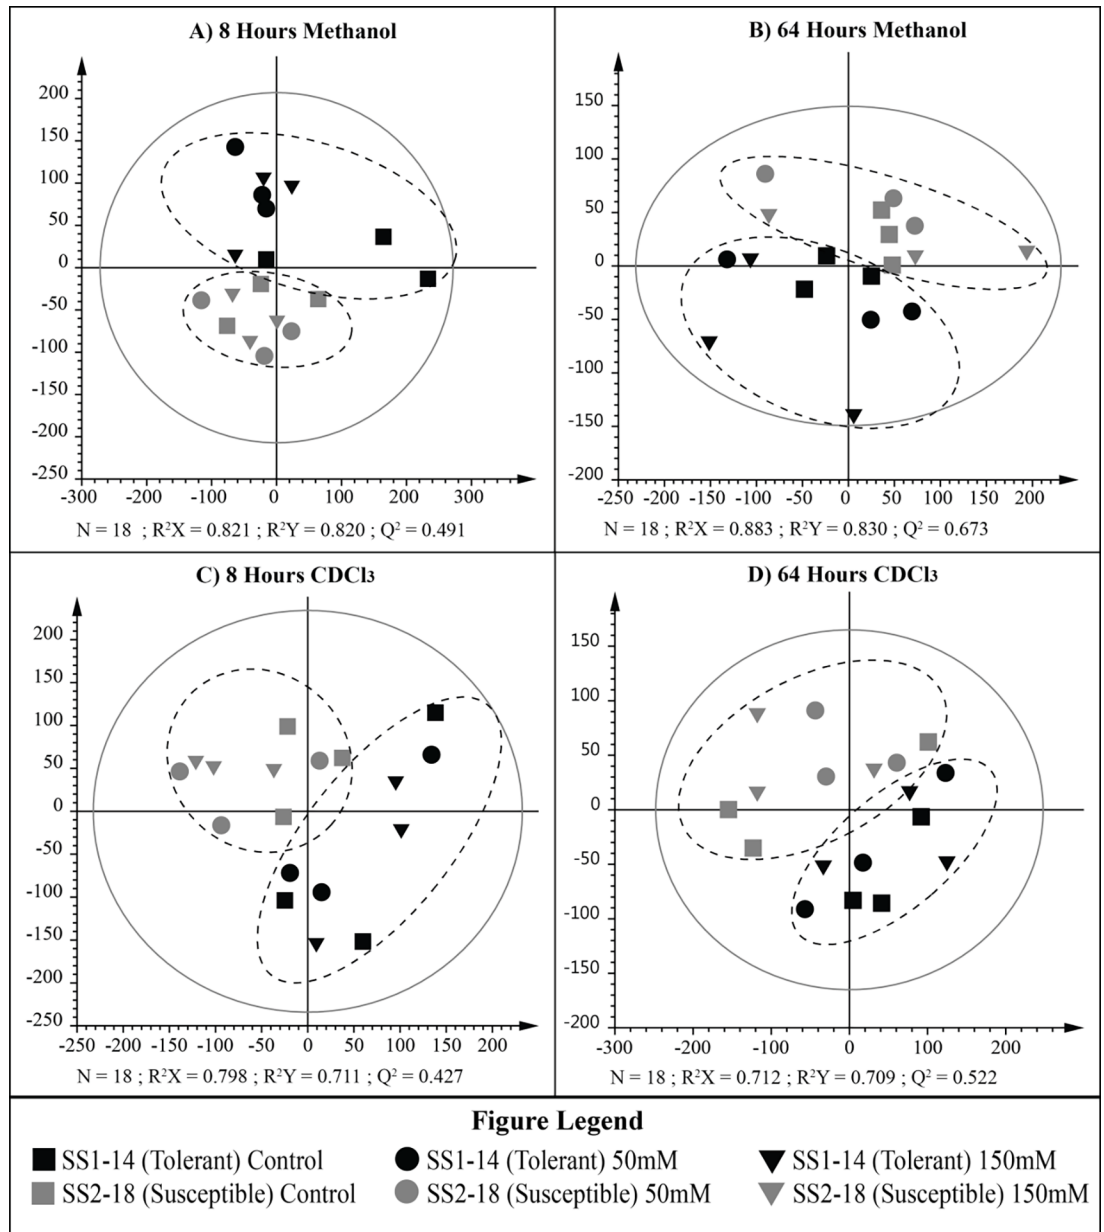 A) 8 Hours Methanol
200
150
100
50
0
-50
-100
-150
-200
-250
-300 -200 -100 0 100 200 300
N = 18 ; R²X = 0.821 ; R²Y = 0.820 ; Q² = 0.491
B) 64 Hours Methanol
150
100
50
0
-50
-100
-150
-200
-250 -200 -150 -100 -50 0 50 100 150 200
N = 18 ; R²X = 0.883 ; R²Y = 0.830 ; Q² = 0.673
C) 8 Hours CDCl₃
200
150
100
50
0
-50
-100
-150
-200
-250
-250 -200 -150 -100 -50 0 50 100 150 200
N = 18 ; R²X = 0.798 ; R²Y = 0.711 ; Q² = 0.427
D) 64 Hours CDCl₃
150
100
50
0
-50
-100
-150
-200
-300 -200 -100 0 100 200
N = 18 ; R²X = 0.712 ; R²Y = 0.709 ; Q² = 0.522
Figure Legend
SS1-14 (Tolerant) Control
SS1-14 (Tolerant) 50mM
SS1-14 (Tolerant) 150mM
SS2-18 (Susceptible) Control
SS2-18 (Susceptible) 50mM
SS2-18 (Susceptible) 150mM